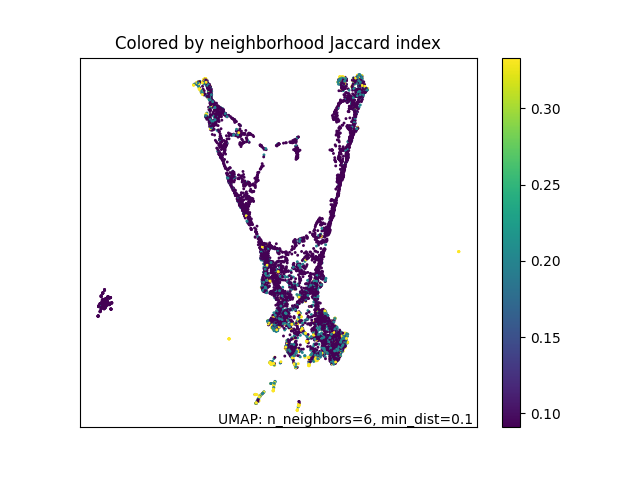 Colored by neighborhood Jaccard index
0.30
0.25
0.20
0.15
0.10
UMAP: n_neighbors=6, min_dist=0.1